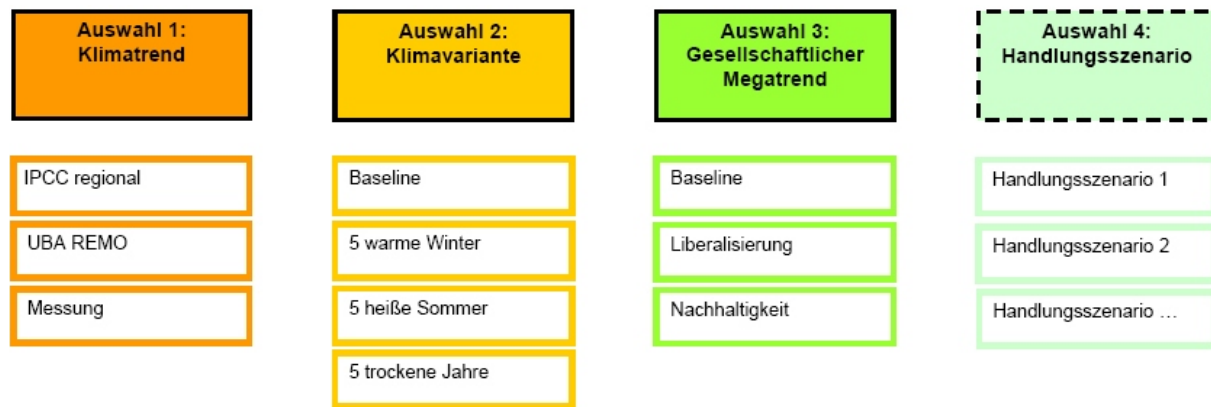 Auswahl 1:
Klimatrend
IPCC regional
UBA REMO
Messung
Auswahl 2:
Klimavariante
Baseline
5 warme Winter
5 heiße Sommer
5 trockene Jahre
Auswahl 3:
Gesellschaftlicher
Megatrend
Baseline
Liberalisierung
Nachhaltigkeit
Auswahl 4:
Handlungsszenario
Handlungsszenario 1
Handlungsszenario 2
Handlungsszenario ...